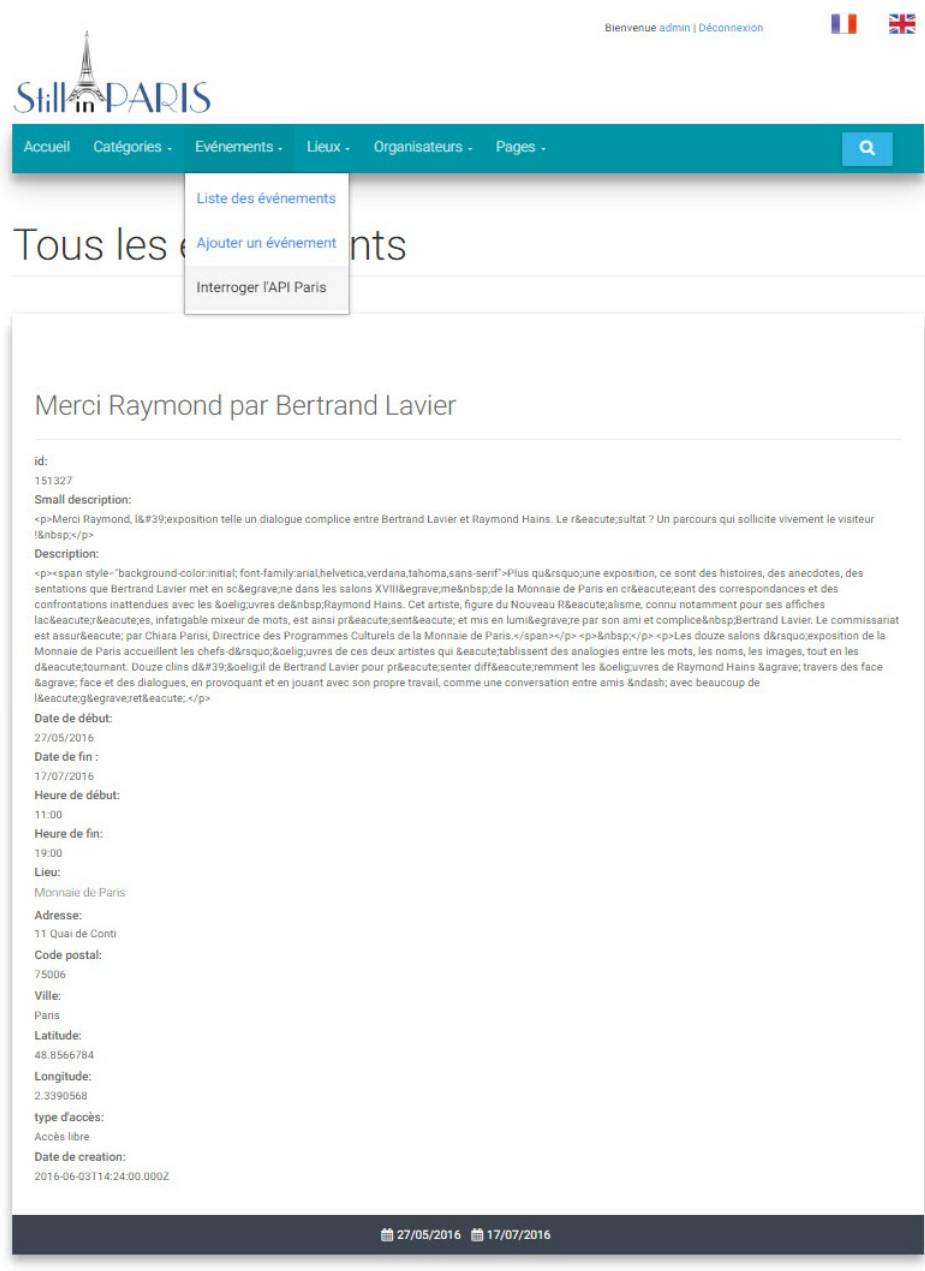 Bienvenue admin | Déconnexion
Still in PARIS
Accueil Catégories Evénements Lieux Organisateurs Pages
Liste des événements
Ajouter un événement
Interroger l'API Paris
Tous les é nts
Merci Raymond par Bertrand Lavier
id:
151327
Small description:
<p>Merci Raymond, l&#39;exposition telle un dialogue complice entre Bertrand Lavier et Raymond Hains. Le r&eacute;sultat ? Un parcours qui sollicite vivement le visiteur
!&nbsp;</p>
Description:
<p><span style="background-color:initial; font-family:arial,helvetica,verdana,tahoma,sans-serif">Plus qu&rsquo;une exposition, ce sont des histoires, des anecdotes, des
sentations que Bertrand Lavier met en sc&egrave;ne dans les salons XVIII&egrave;me&nbsp;de la Monnaie de Paris en cr&eacute;eant des correspondances et des
confrontations inattendues avec les &oelig;uvres de&nbsp;Raymond Hains. Cet artiste, figure du Nouveau R&eacute;alisme, connu notamment pour ses affiches
lac&eacute;r&eacute;es, infatigable mixeur de mots, est ainsi pr&eacute;sent&eacute; et mis en lumi&egrave;re par son ami et complice&nbsp;Bertrand Lavier. Le commissariat
est assur&eacute; par Chiara Parisi, Directrice des Programmes Culturels de la Monnaie de Paris.</span></p> <p>&nbsp;</p> <p>Les douze salons d&rsquo;exposition de la
Monnaie de Paris accueillent les chefs-d&rsquo;&oelig;uvres de ces deux artistes qui &eacute;tablissent des analogies entre les mots, les noms, les images, tout en les
d&eacute;tournant. Douze clins d&#39;&oelig;il de Bertrand Lavier pour pr&eacute;senter diff&eacute;remment les &oelig;uvres de Raymond Hains &agrave; travers des face
&agrave; face et des dialogues, en provoquant et en jouant avec son propre travail, comme une conversation entre amis &ndash; avec beaucoup de
l&eacute;g&egrave;ret&eacute;.</p>
Date de début:
27/05/2016
Date de fin :
17/07/2016
Heure de début:
11:00
Heure de fin:
19:00
Lieu:
Monnaie de Paris
Adresse:
11 Quai de Conti
Code postal:
75006
Ville:
Paris
Latitude:
48.8566784
Longitude:
2.3390568
type d'accès:
Accès libre
Date de creation:
2016-06-03T14:24:00.000Z
27/05/2016 17/07/2016